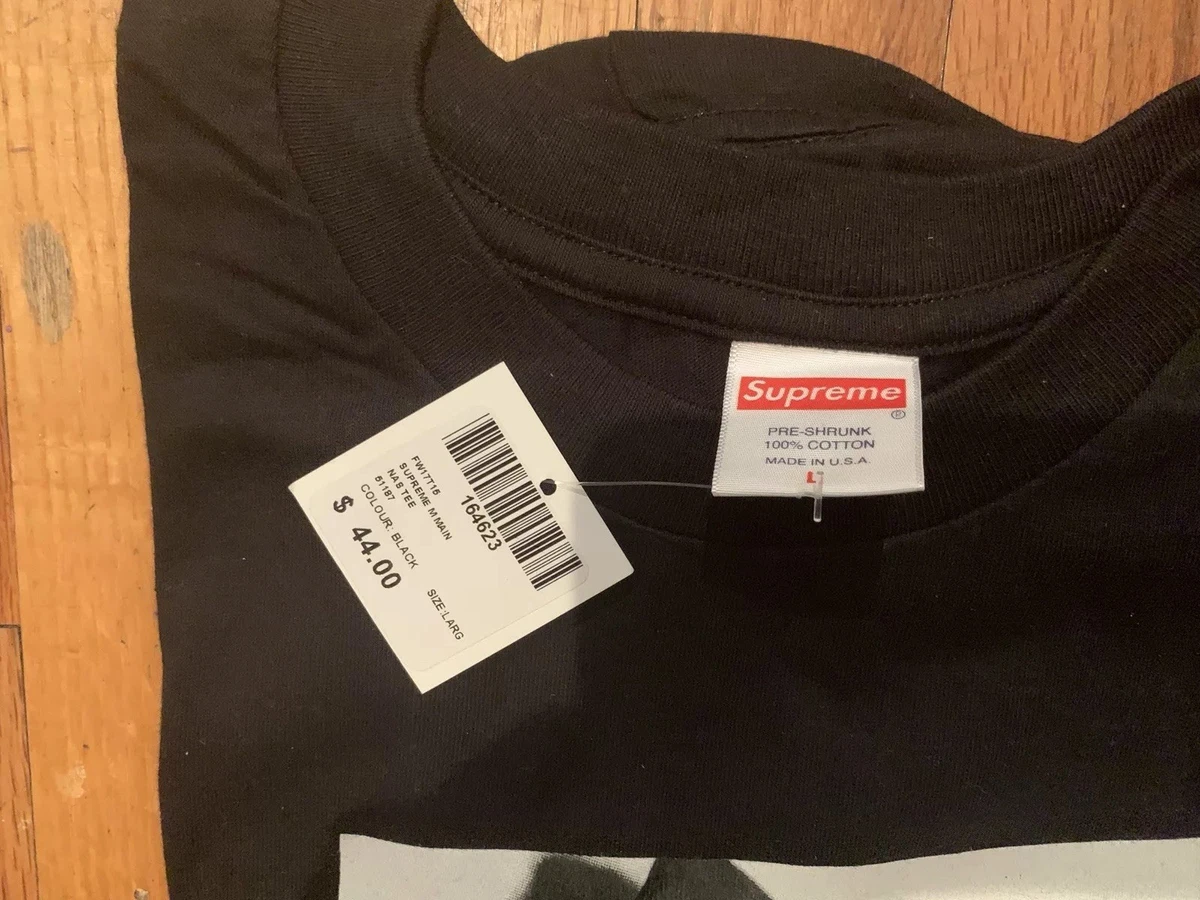 164623
FW17T15
SUPREME M MAIN
NAS TEE
51187
COLOUR: BLACK
SIZE:LARG
$ 44.00
Supreme
®
PRE-SHRUNK
100% COTTON
MADE IN U.S.A.
L